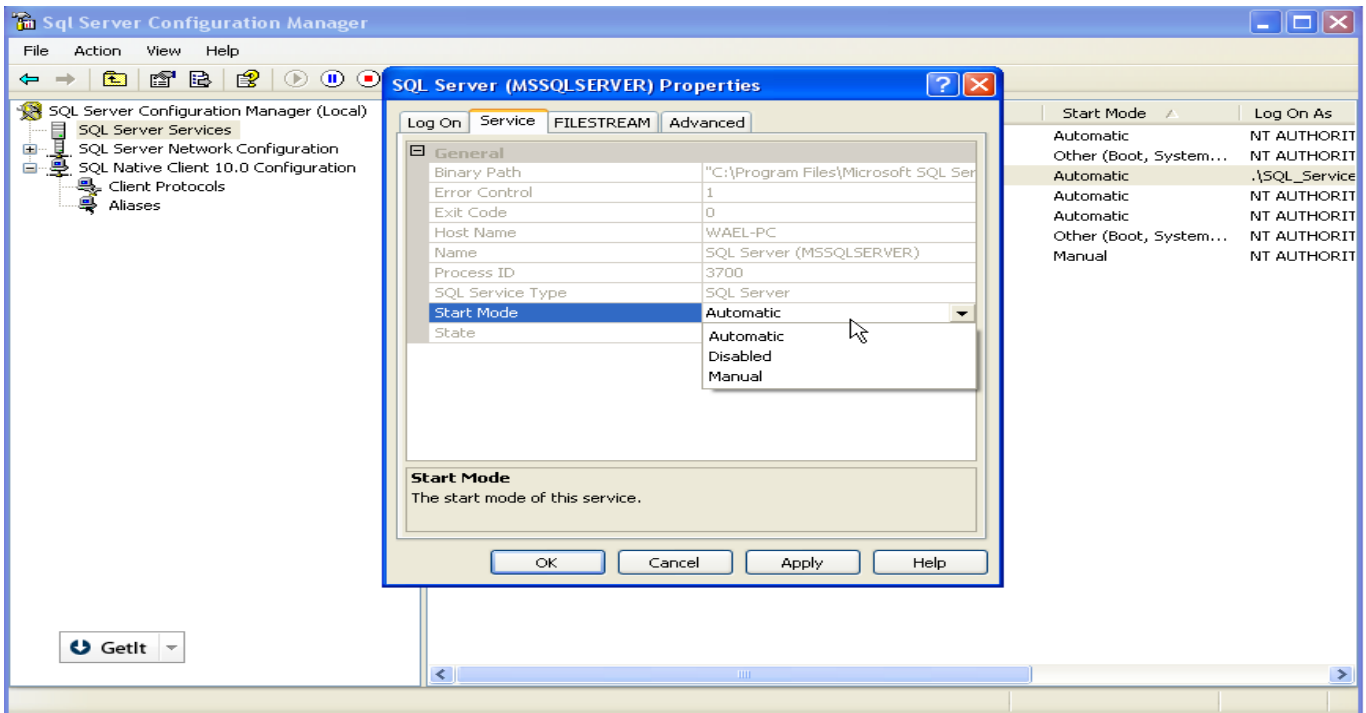 Sql Server Configuration Manager
File Action View Help
SQL Server Configuration Manager (Local)
SQL Server Services
SQL Server Network Configuration
SQL Native Client 10.0 Configuration
Client Protocols
Aliases
SQL Server (MSSQLSERVER) Properties
Log On Service FILESTREAM Advanced
General
Binary Path "C:\Program Files\Microsoft SQL Ser
Error Control 1
Exit Code 0
Host Name WAEL-PC
Name SQL Server (MSSQLSERVER)
Process ID 3700
SQL Service Type SQL Server
Start Mode Automatic
State
Automatic
Disabled
Manual
Start Mode
The start mode of this service.
OK Cancel Apply Help
Start Mode Log On As
Automatic NT AUTHORIT
Other (Boot, System... NT AUTHORIT
Automatic .\SQL_Service
Automatic NT AUTHORIT
Automatic NT AUTHORIT
Other (Boot, System... NT AUTHORIT
Manual NT AUTHORIT
GetIt